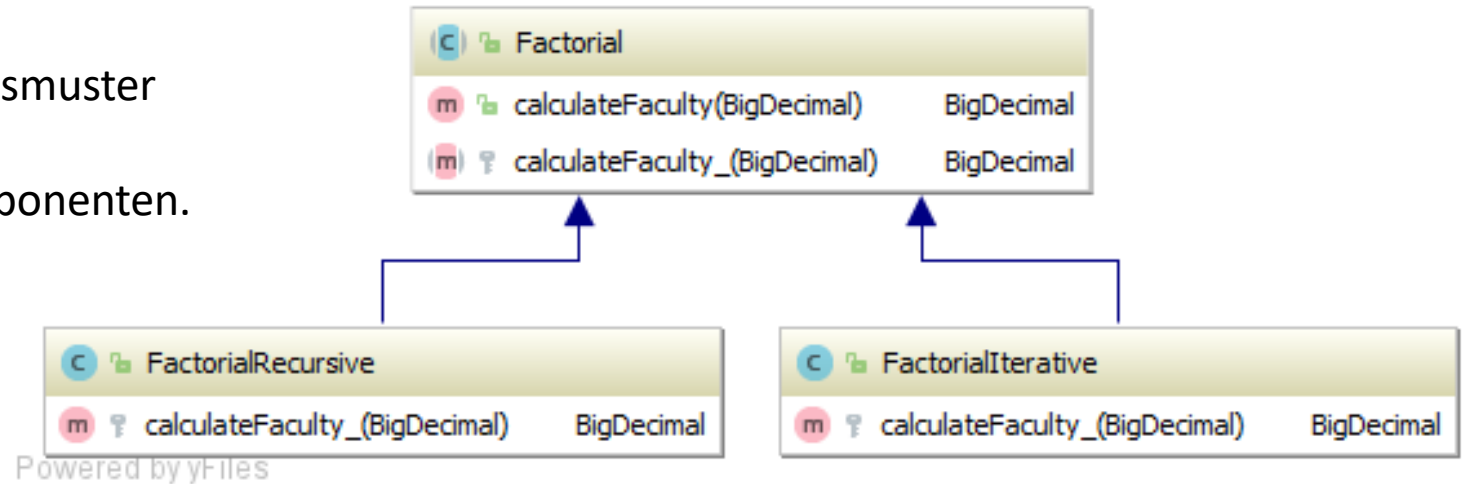 smuster
ponenten.
Factorial
calculateFaculty(BigDecimal) BigDecimal
calculateFaculty_(BigDecimal) BigDecimal
FactorialRecursive
calculateFaculty_(BigDecimal) BigDecimal
FactorialIterative
calculateFaculty_(BigDecimal) BigDecimal
Powered by yFiles